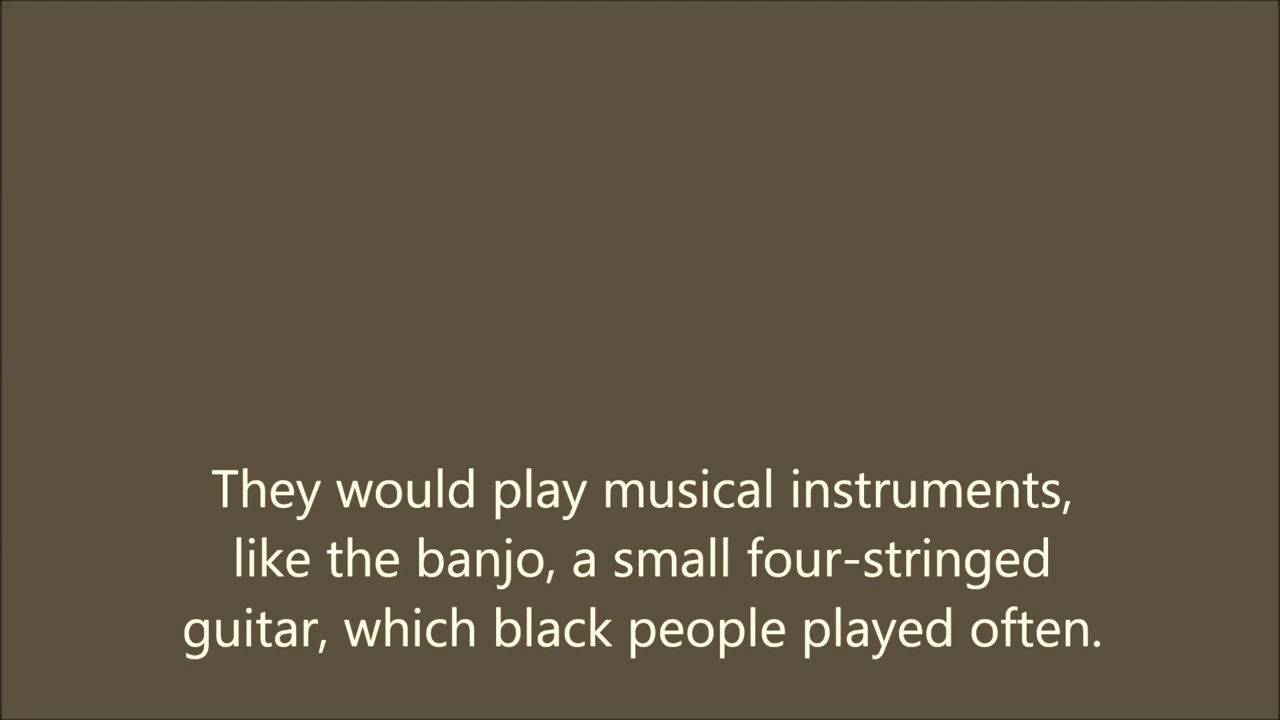 They would play musical instruments,
like the banjo, a small four-stringed
guitar, which black people played often.